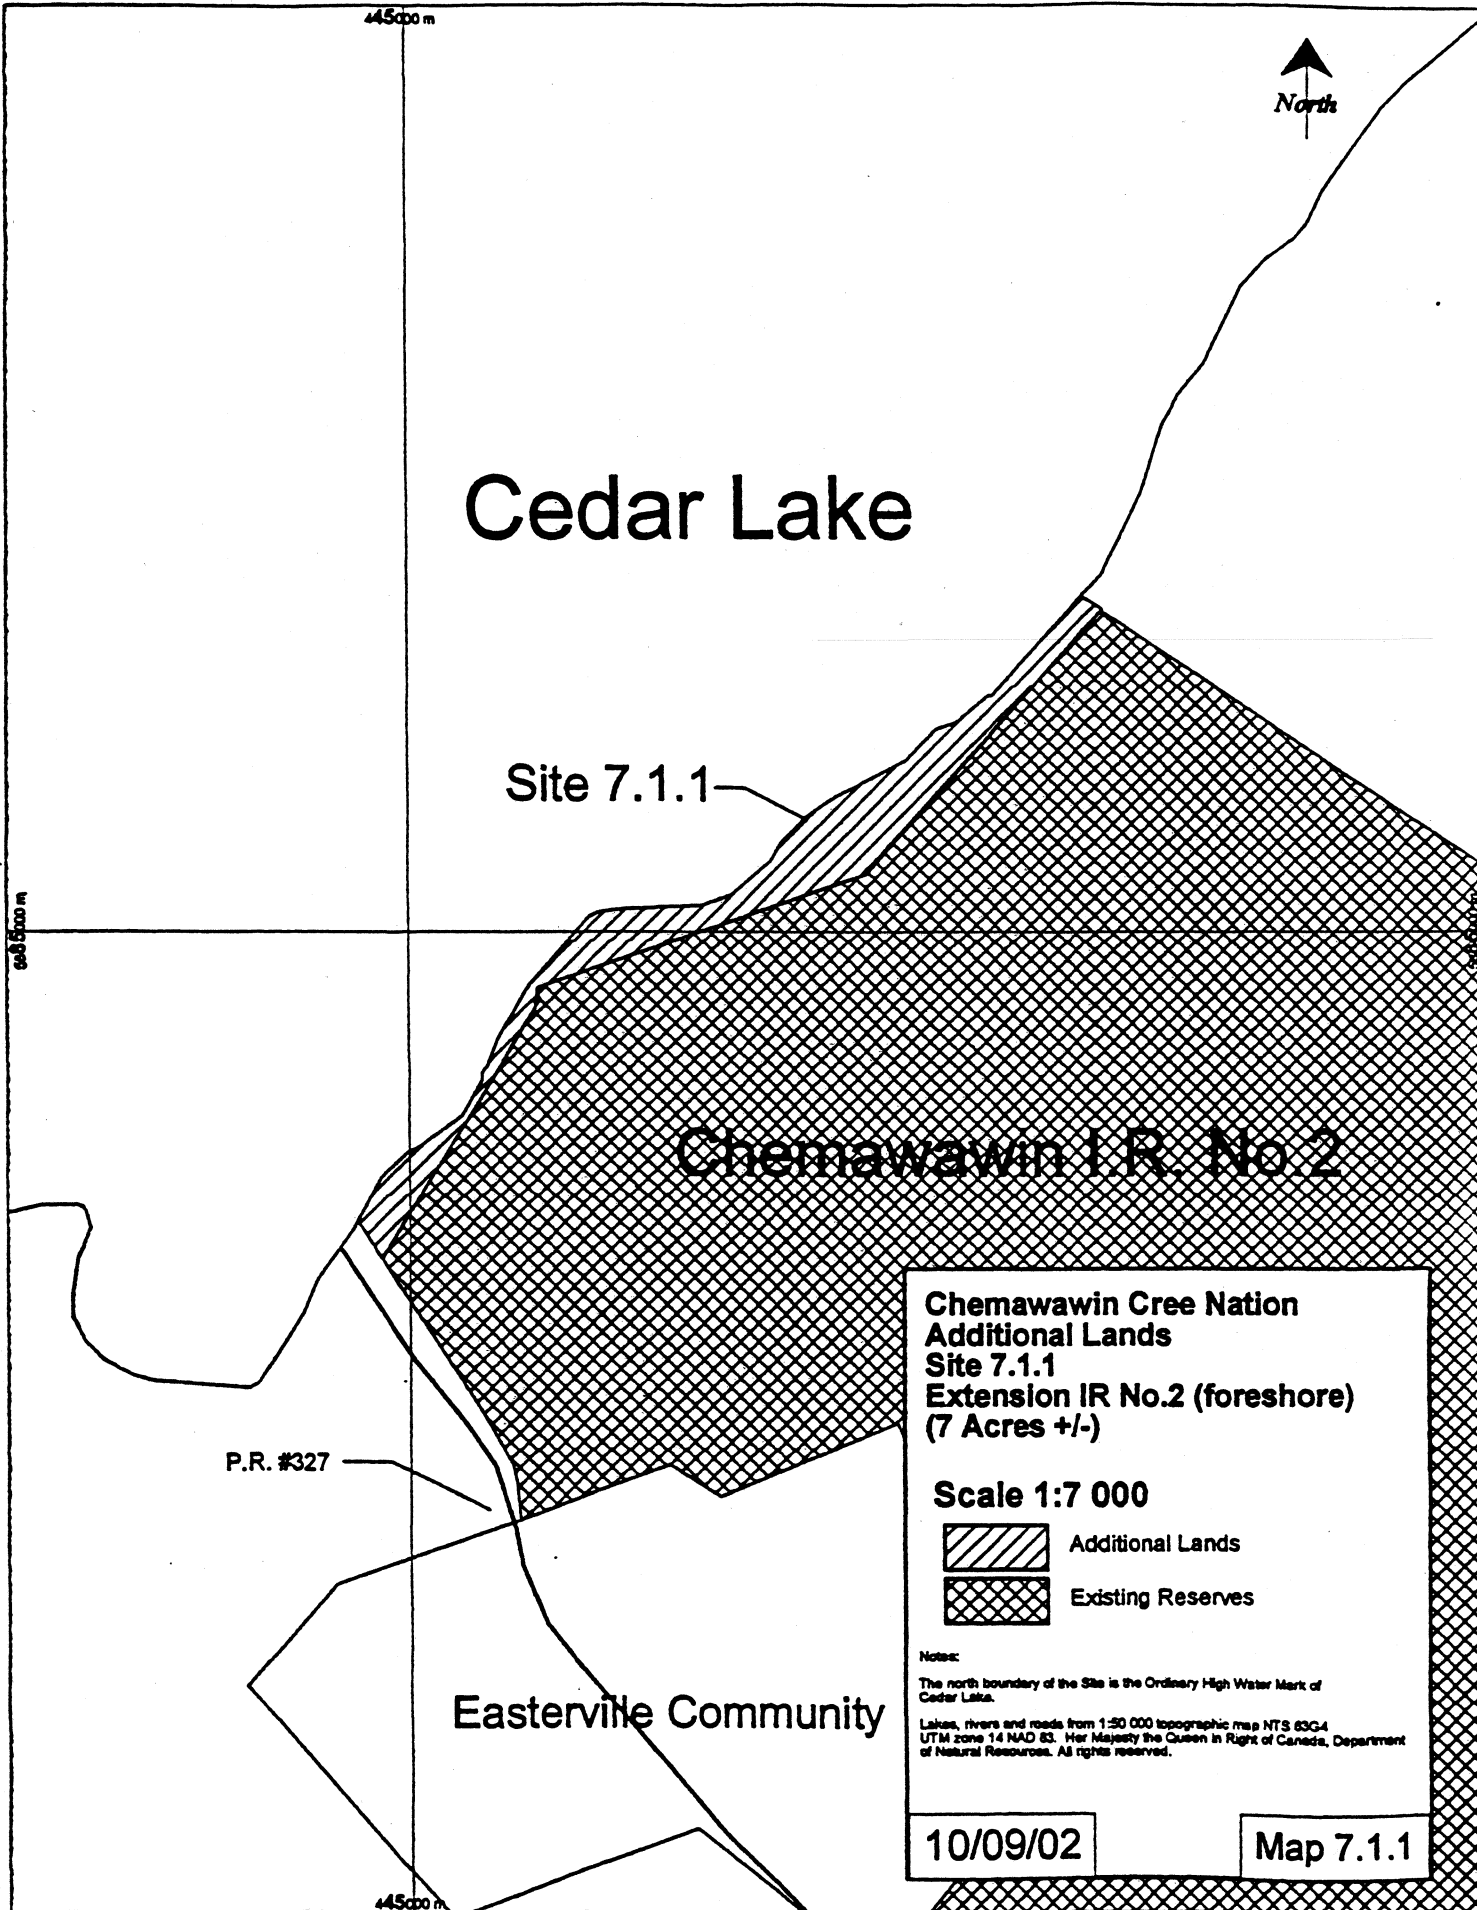 445000 m
North
Cedar Lake
Site 7.1.1
5885000 m
Chemawawin I.R. No.2
Chemawawin Cree Nation
Additional Lands
Site 7.1.1
Extension IR No.2 (foreshore)
(7 Acres +/-)
P.R. #327
Scale 1:7 000
Additional Lands
Existing Reserves
Notes:
The north boundary of the Site is the Ordinary High Water Mark of
Cedar Lake.
Lakes, rivers and roads from 1:50 000 topographic map NTS 63G4
UTM zone 14 NAD 83. Her Majesty the Queen in Right of Canada, Department
of Natural Resources. All rights reserved.
Easterville Community
10/09/02
Map 7.1.1
445000 m